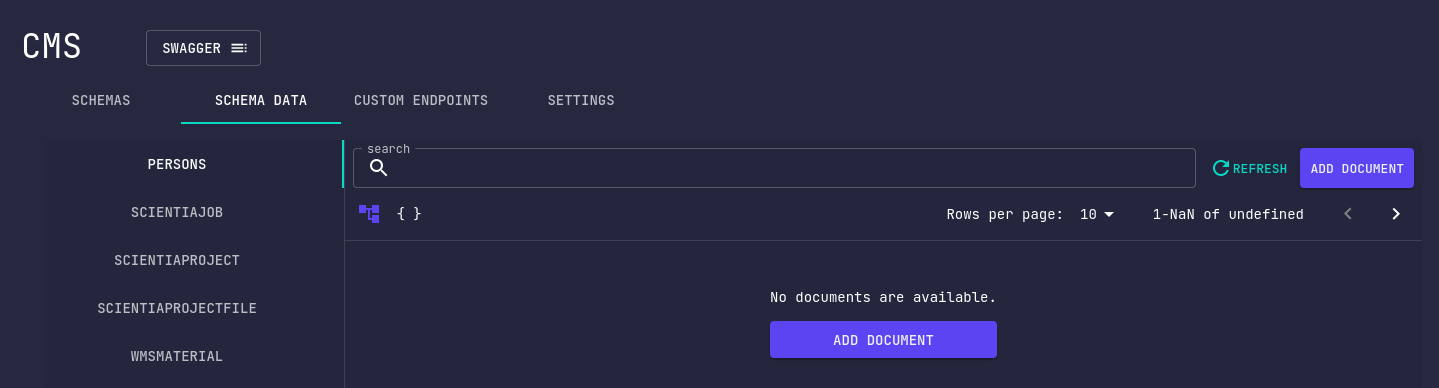 CMS
SWAGGER
SCHEMAS SCHEMA DATA CUSTOM ENDPOINTS SETTINGS
PERSONS
SCIENTIAJOB
SCIENTIAPROJECT
SCIENTIAPROJECTFILE
WMSMATERIAL
search
REFRESH
ADD DOCUMENT
{ }
Rows per page: 10 1-NaN of undefined
No documents are available.
ADD DOCUMENT